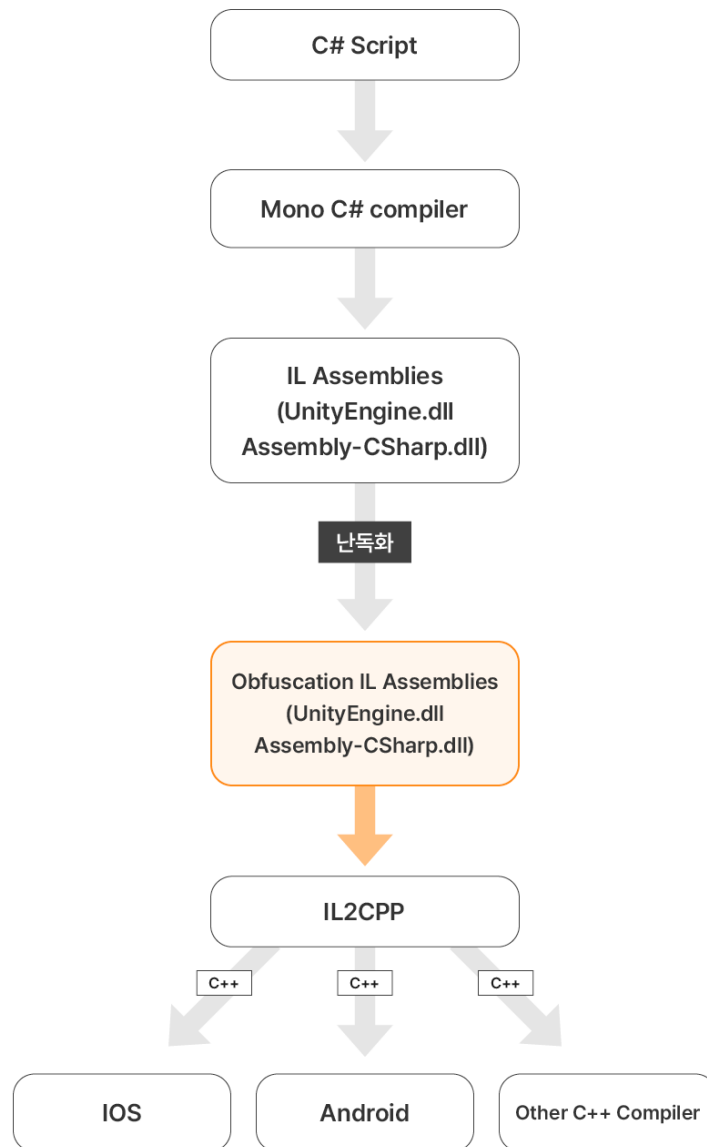 C# Script
Mono C# compiler
IL Assemblies
(UnityEngine.dll
Assembly-CSharp.dll)
난독화
Obfuscation IL Assemblies
(UnityEngine.dll
Assembly-CSharp.dll)
IL2CPP
C++
C++
C++
IOS
Android
Other C++ Compiler